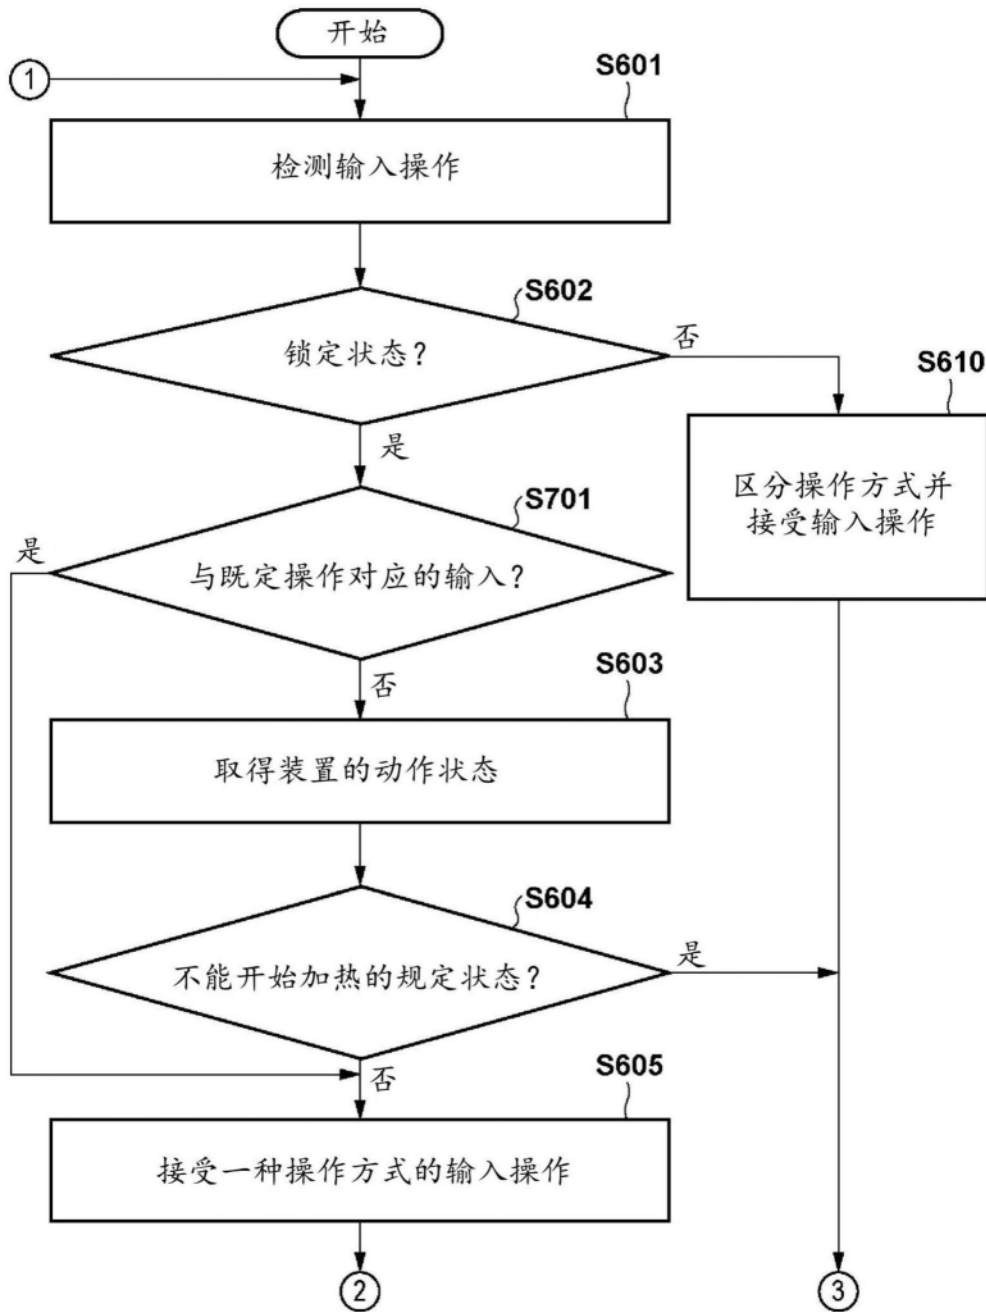 开始
1
S601
检测输入操作
S602
锁定状态？
否
是
S610
区分操作方式并
接受输入操作
S701
是
与既定操作对应的输入？
否
S603
取得装置的动作状态
S604
不能开始加热的规定状态？
是
否
S605
接受一种操作方式的输入操作
2
3